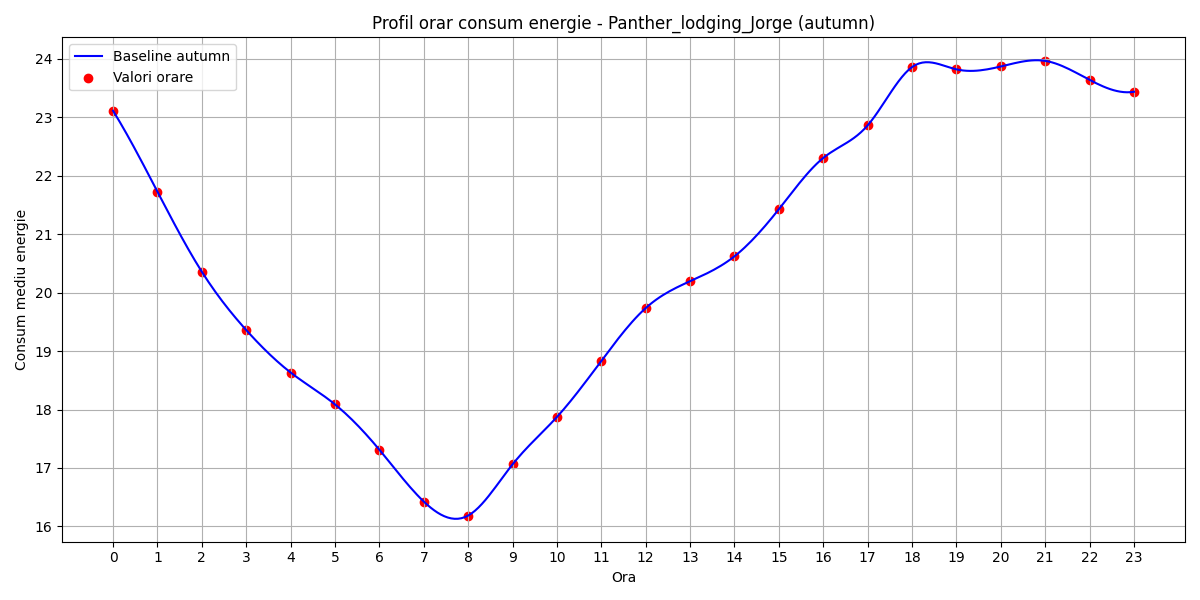 Profil orar consum energie - Panther_lodging_Jorge (autumn)
Baseline autumn
Valori orare
Consum mediu energie
24
23
22
21
20
19
18
17
16
0 1 2 3 4 5 6 7 8 9 10 11 12 13 14 15 16 17 18 19 20 21 22 23
Ora